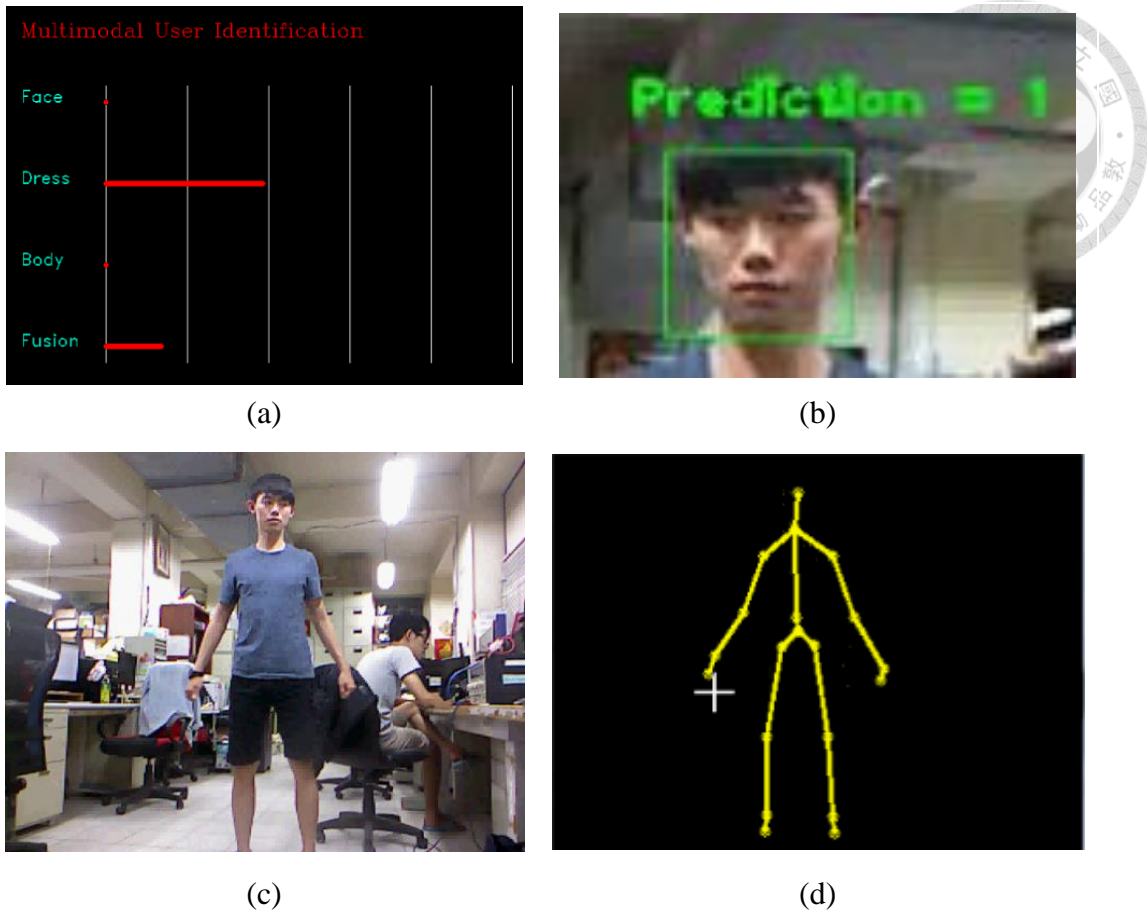 Multimodal User Identification
Face
Dress
Body
Fusion
(a)
Prediction = 1
(b)
(c)
(d)